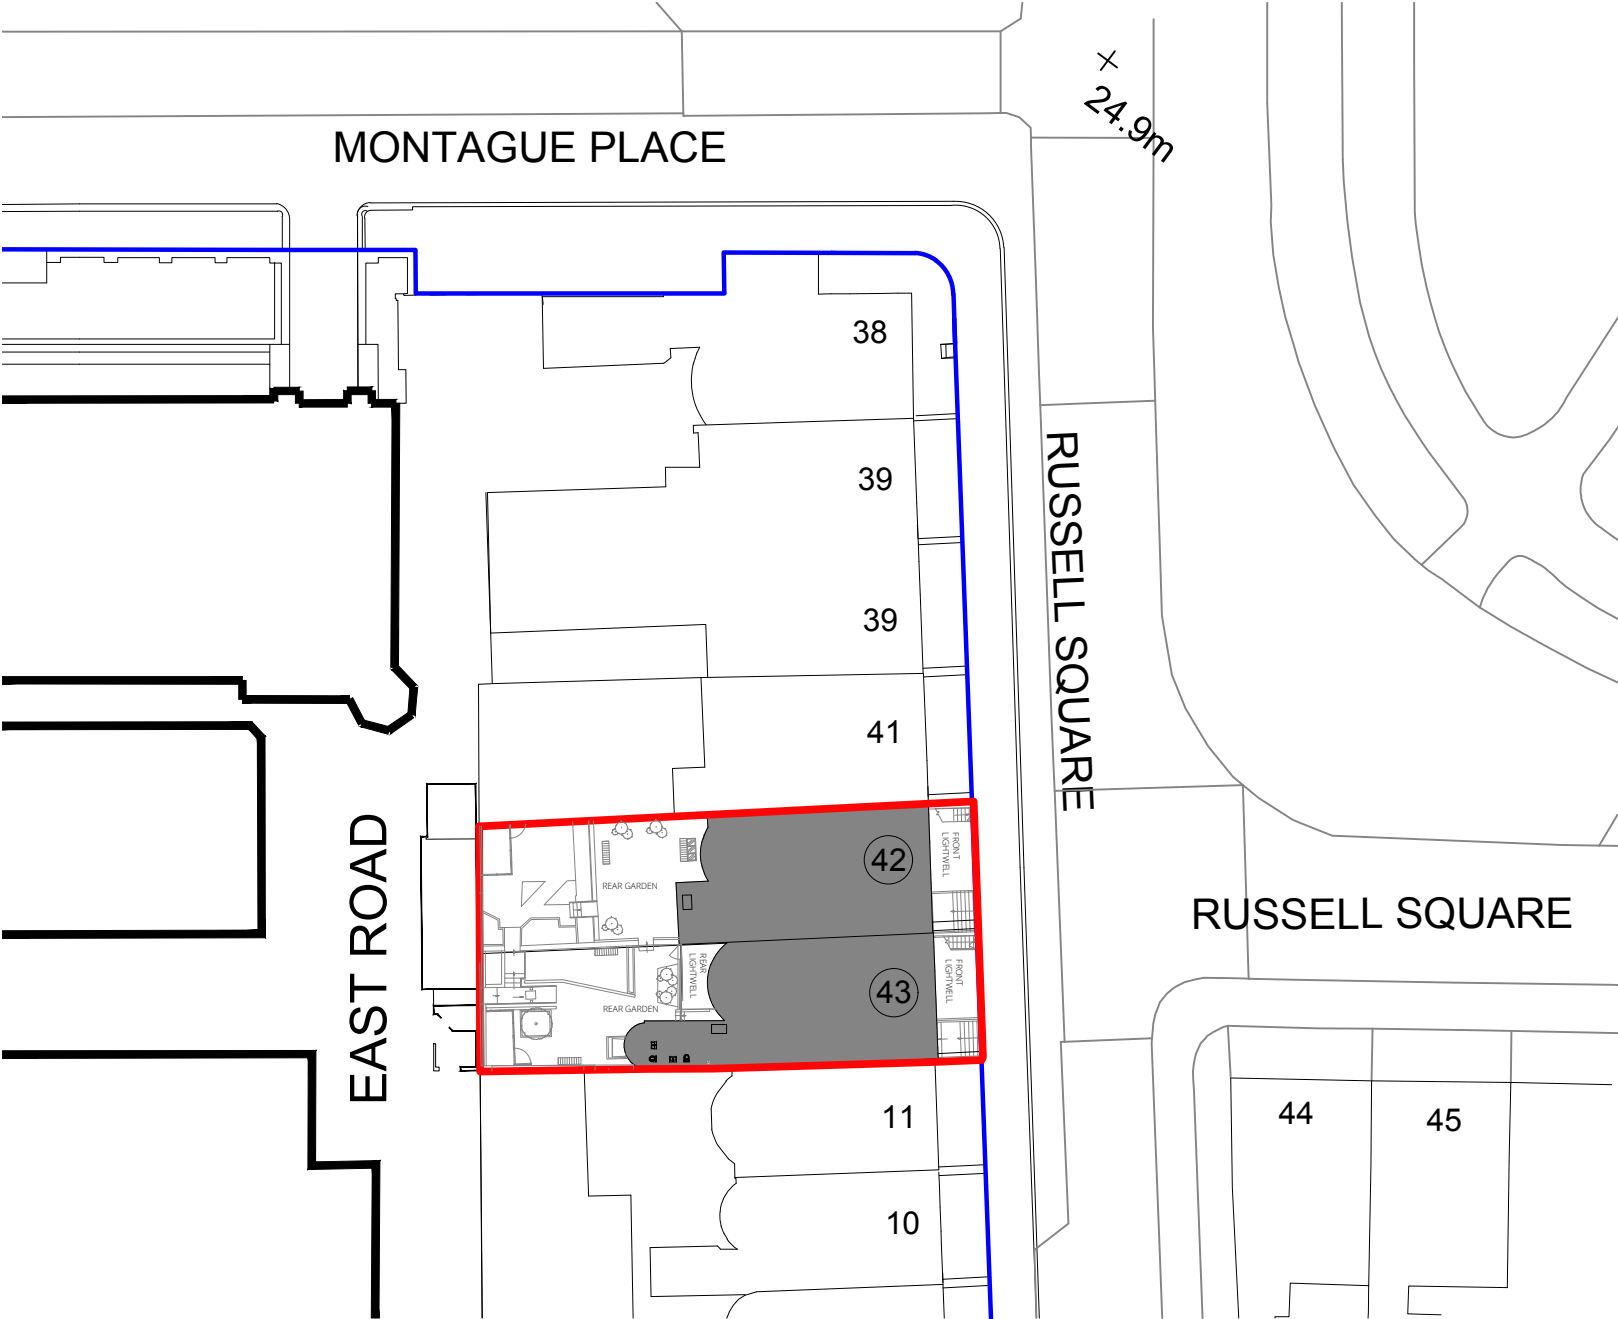 24.9m
MONTAGUE PLACE
38
39
RUSSELL SQUARE
39
41
42
FRONT
LIGHTWELL
REAR GARDEN
RUSSELL SQUARE
EAST ROAD
REAR
LIGHTWELL
43
FRONT
LIGHTWELL
REAR GARDEN
11
44
45
10